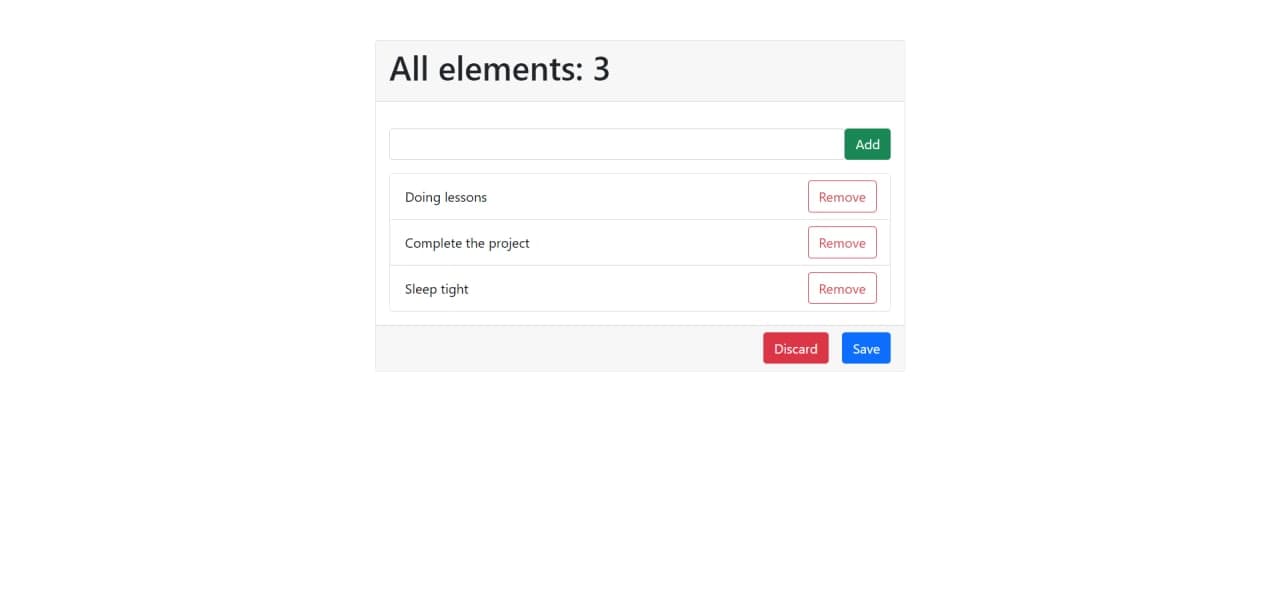 All elements: 3
Add
Doing lessons Remove
Complete the project Remove
Sleep tight Remove
Discard Save